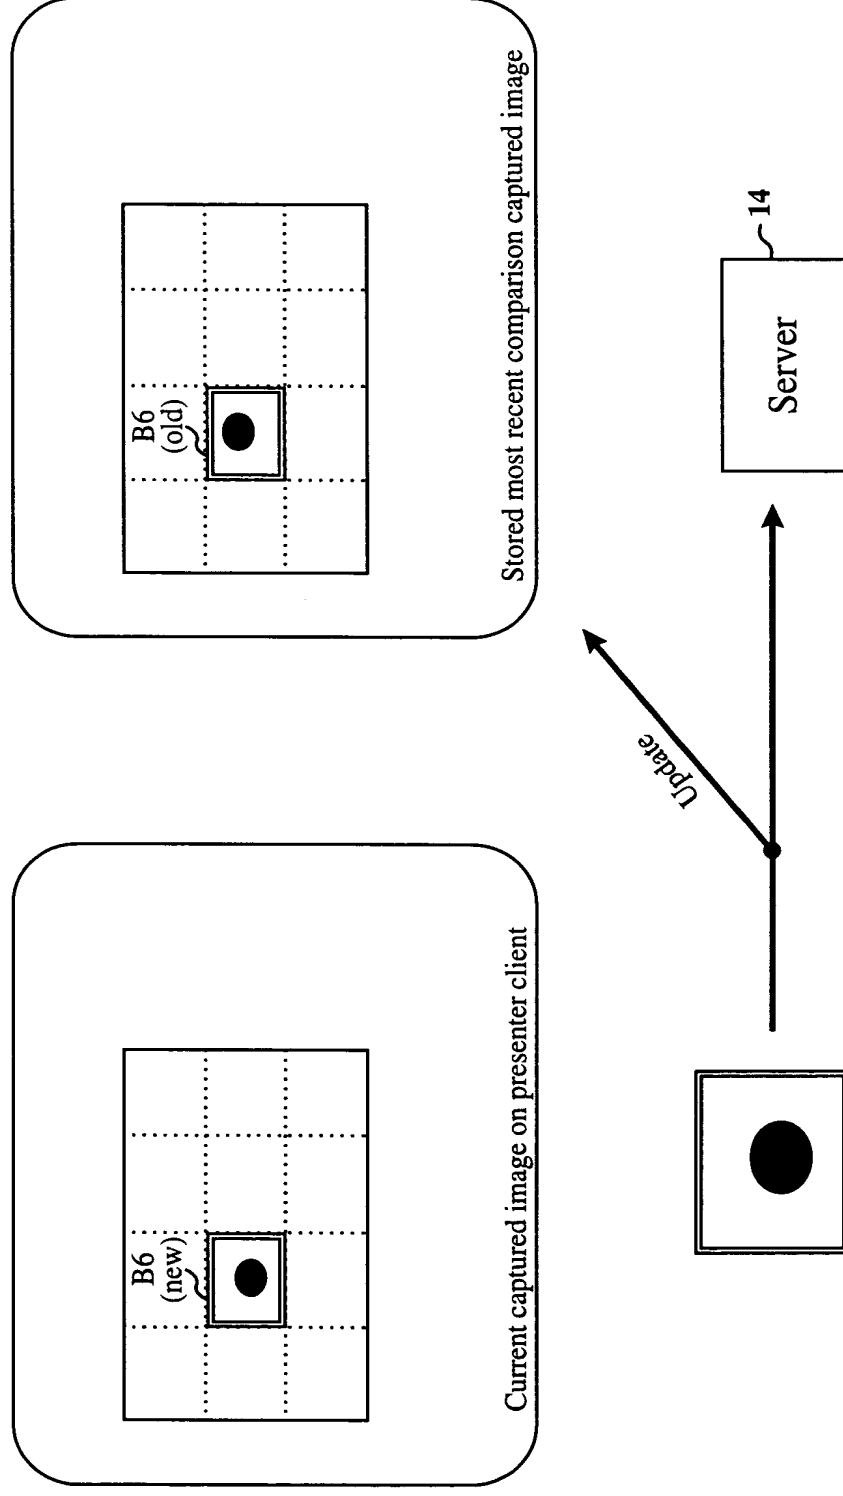 B6
(new)
Current captured image on presenter client
B6
(old)
Stored most recent comparison captured image
Update
Server
14